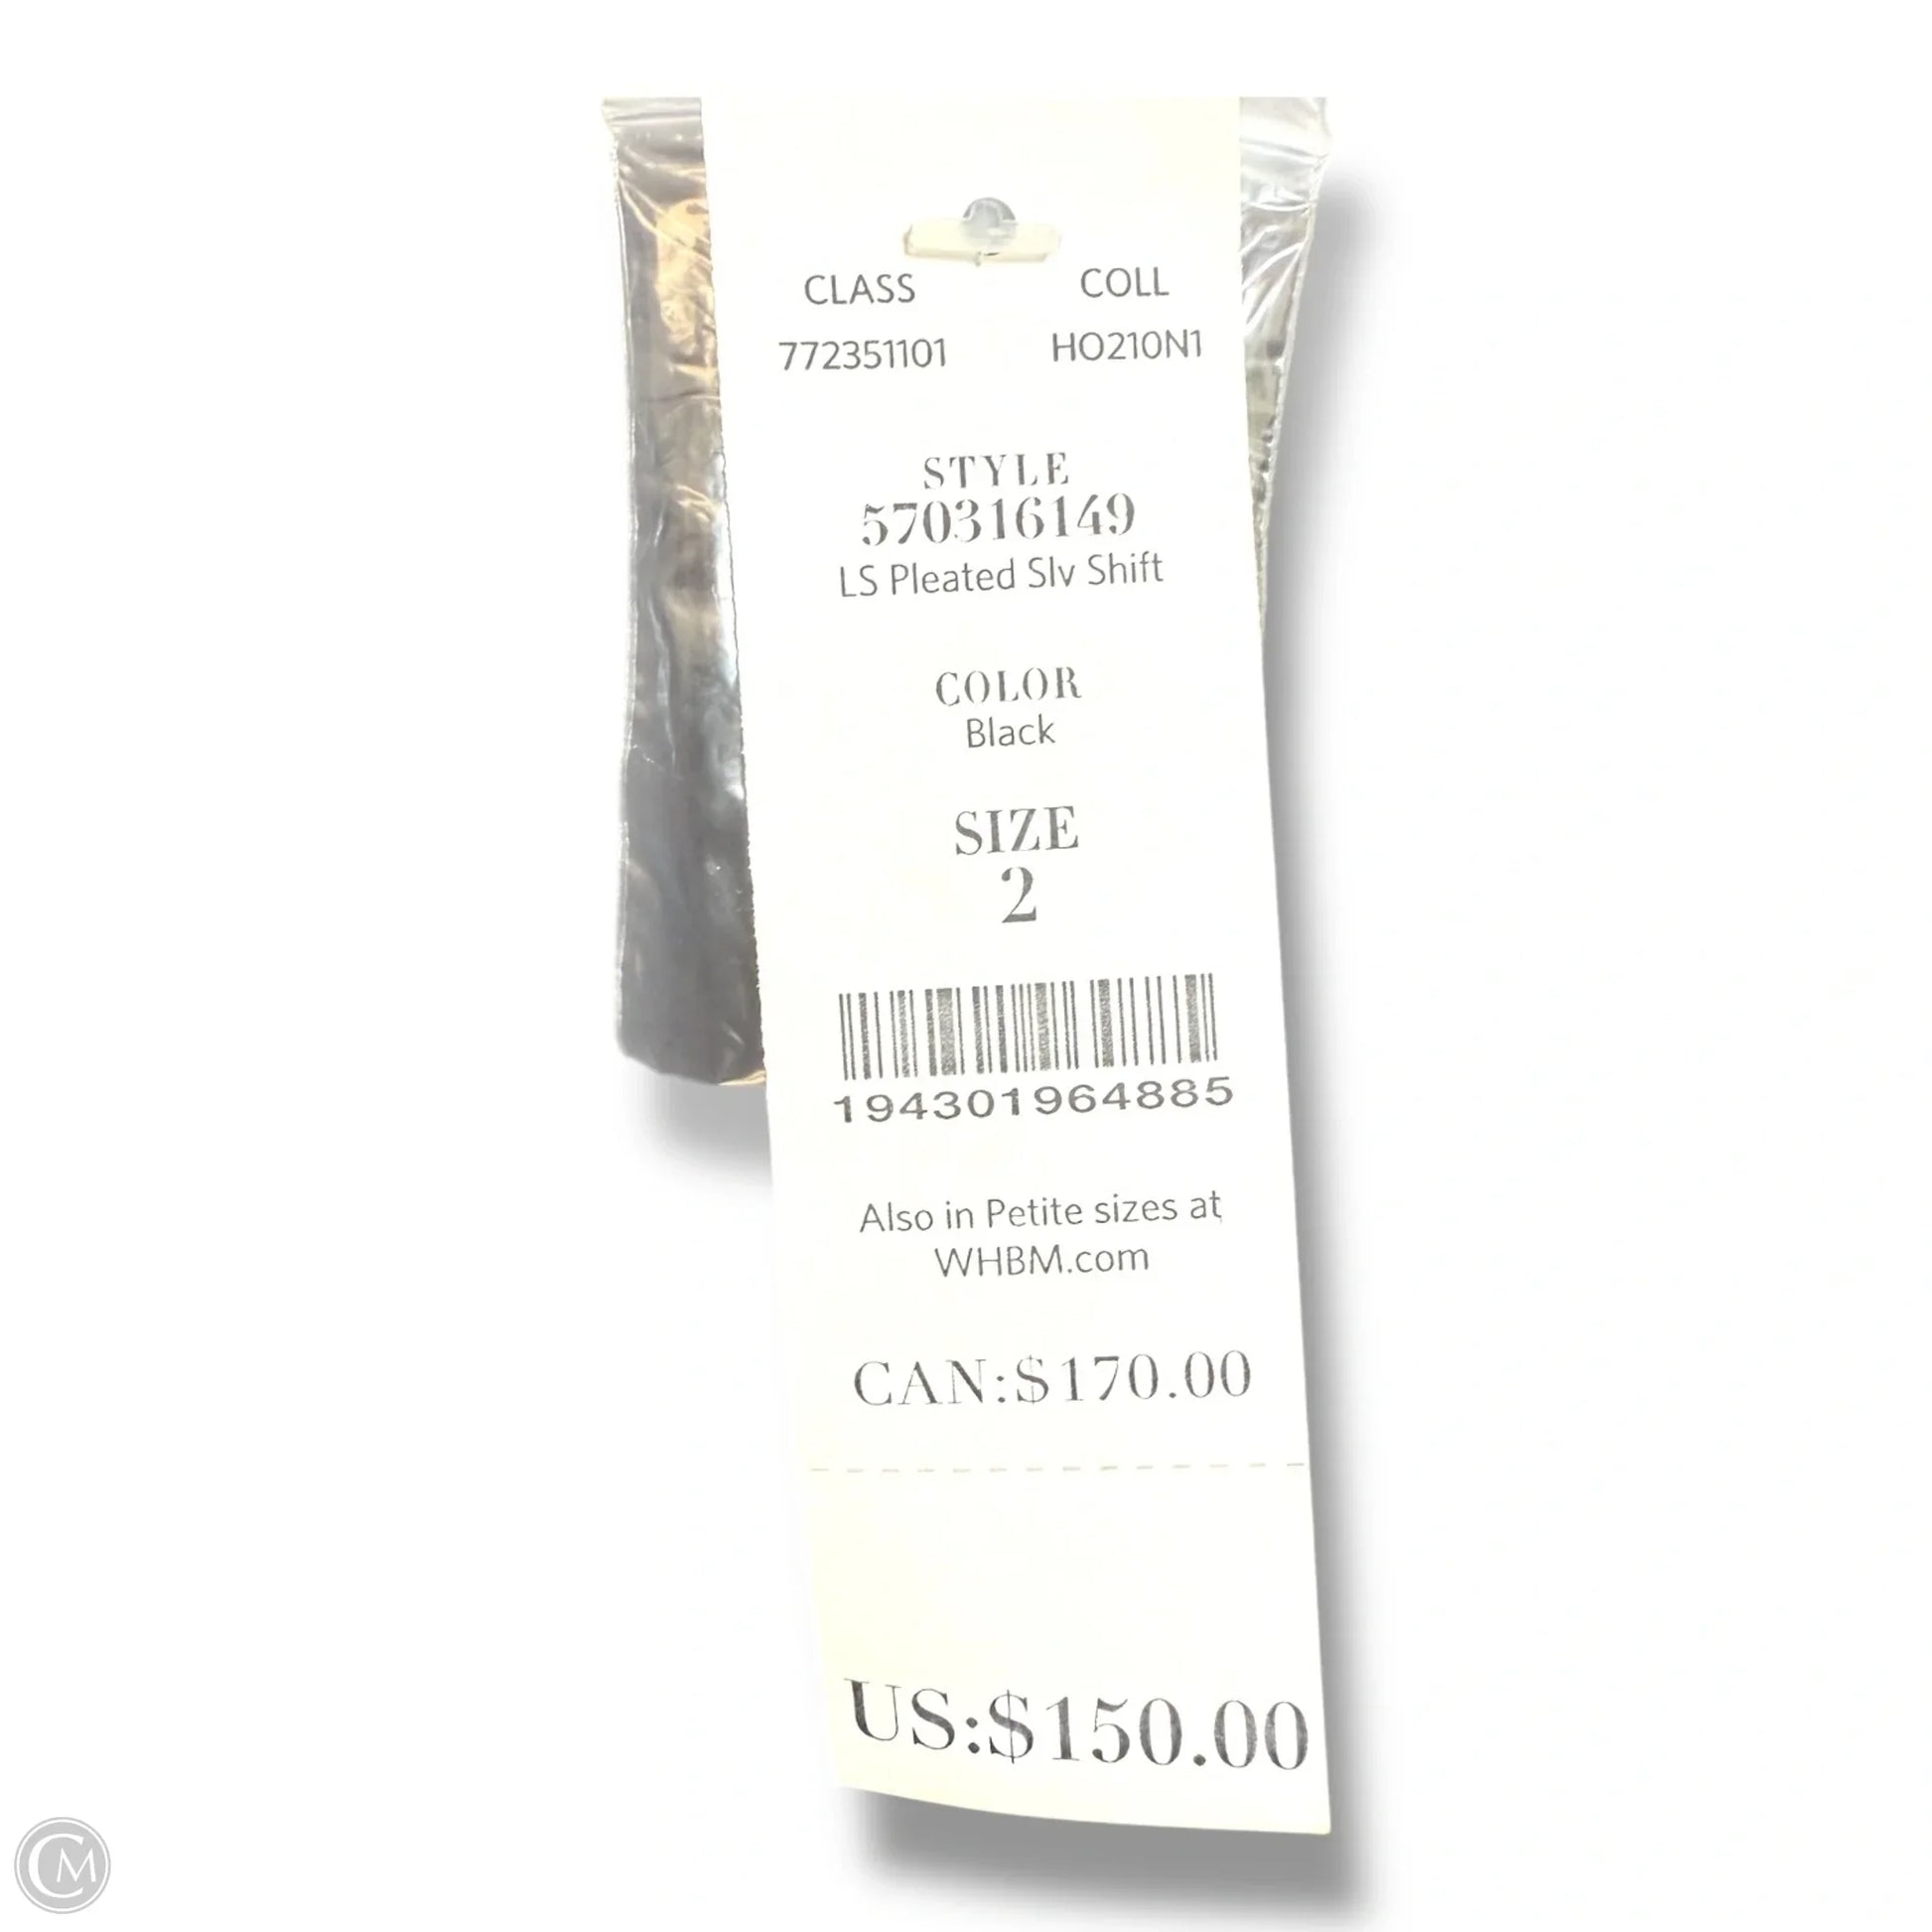 CLASS COLL
772351101 HO210N1
STYLE
570316149
LS Pleated Slv Shift
COLOR
Black
SIZE
2
194301964885
Also in Petite sizes at
WHBM.com
CAN:$170.00
US:$150.00
CM